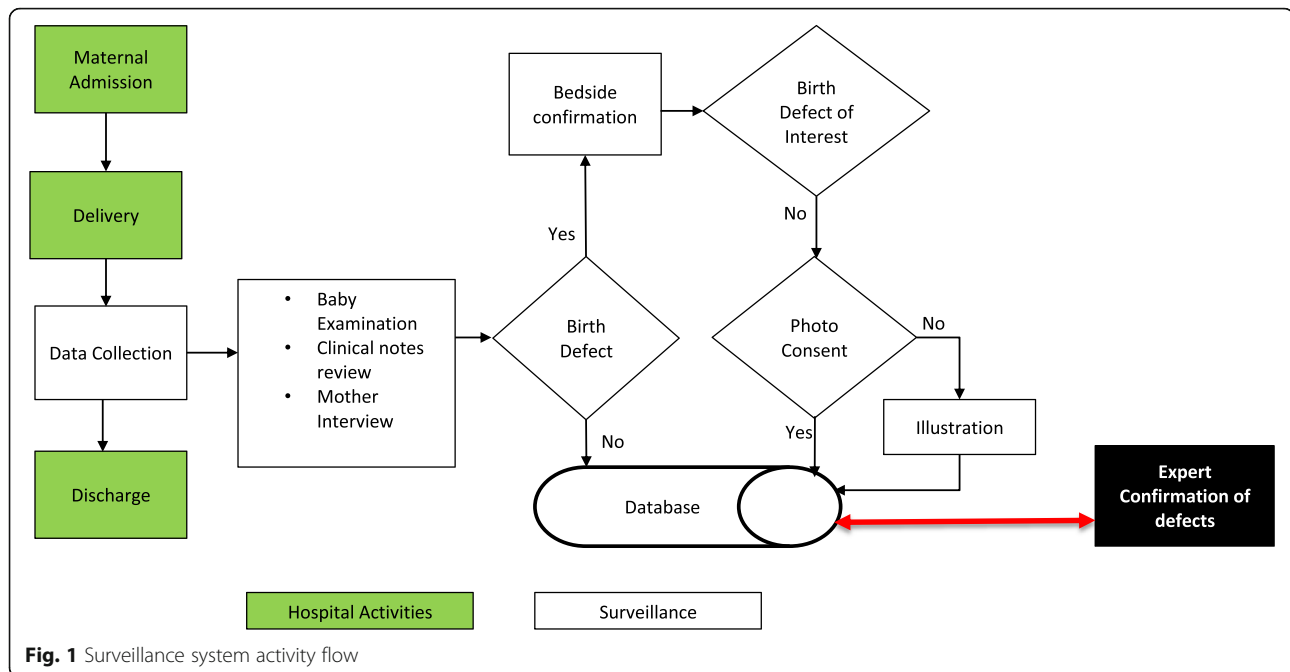 Maternal
Admission
Delivery
Data Collection
Discharge
• Baby
Examination
• Clinical notes
review
• Mother
Interview
Birth
Defect
Yes
No
Bedside
confirmation
Birth
Defect of
Interest
No
Photo
Consent
No
Yes
Illustration
Database
Expert
Confirmation of
defects
Hospital Activities
Surveillance
Fig. 1 Surveillance system activity flow